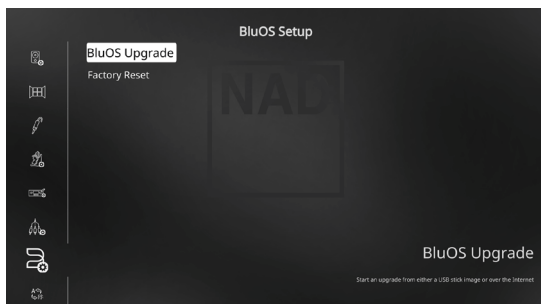 BluOS Setup
BluOS Upgrade
Factory Reset
NAD
BluOS Upgrade
Start an upgrade from either a USB stick image or over the Internet